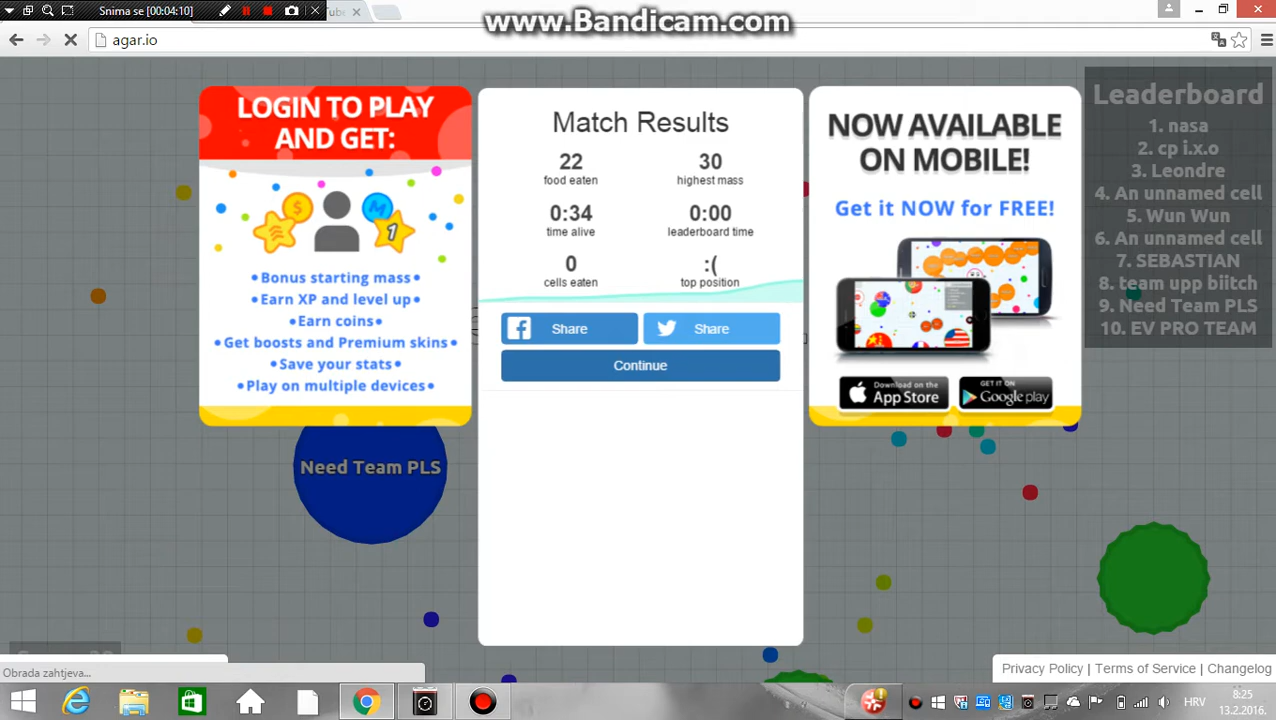 Snima se [00:04:10]
www.Bandicam.com
agar.io
LOGIN TO PLAY
AND GET:
•Bonus starting mass•
•Earn XP and level up•
•Earn coins•
•Get boosts and Premium skins•
•Save your stats•
•Play on multiple devices•
Match Results
22
food eaten
30
highest mass
0:34
time alive
0:00
leaderboard time
0
cells eaten
:(
top position
Share
Share
Continue
NOW AVAILABLE
ON MOBILE!
Get it NOW for FREE!
Download on the
App Store
GET IT ON
Google play
Leaderboard
1. nasa
2. cp i.x.o
3. Leondre
4. An unnamed cell
5. Wun Wun
6. An unnamed cell
7. SEBASTIAN
8. team upp biitch
9. Need Team PLS
10. EV PRO TEAM
Need Team PLS
Privacy Policy | Terms of Service | Changelog
Obrada zahtjeva...
HRV
8:25
13.2.2016.